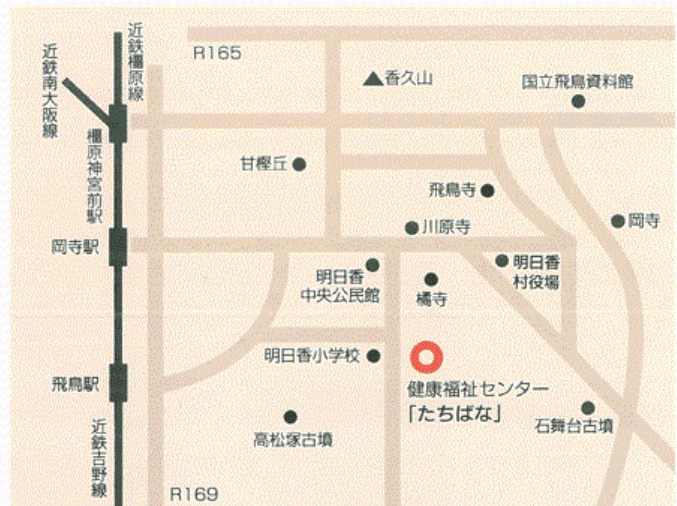 近鉄橿原線
近鉄南大阪線
R165
香久山
国立飛鳥資料館
橿原神宮前駅
甘樫丘
飛鳥寺
川原寺
岡寺
岡寺駅
明日香
中央公民館
橘寺
明日香
村役場
明日香小学校
飛鳥駅
健康福祉センター
「たちばな」
高松塚古墳
石舞台古墳
近鉄吉野線
R169